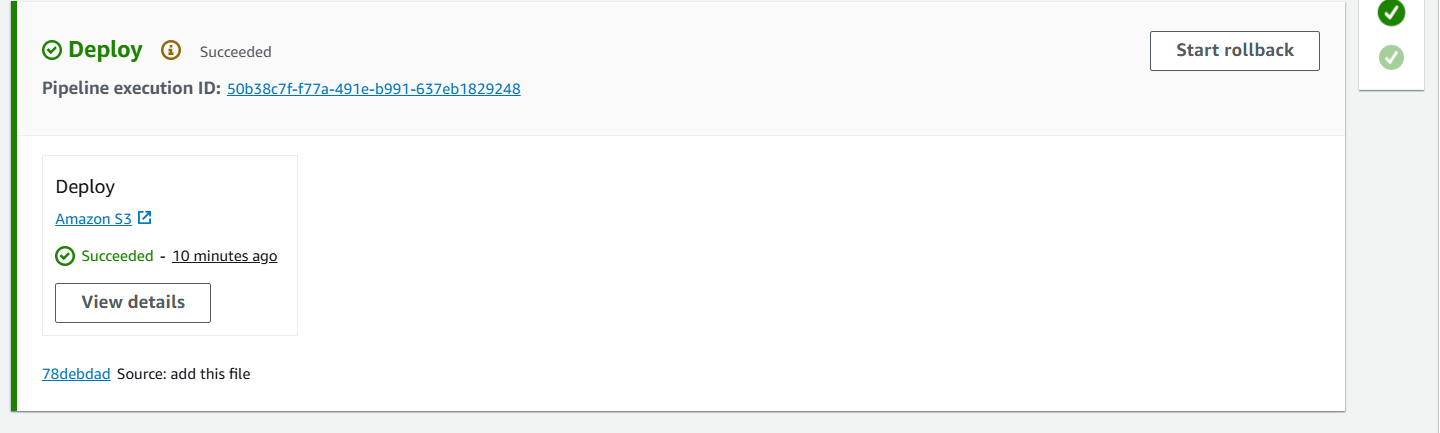 Deploy Succeeded
Start rollback
Pipeline execution ID: 50b38c7f-f77a-491e-b991-637eb1829248
Deploy
Amazon S3
Succeeded - 10 minutes ago
View details
78debdad Source: add this file